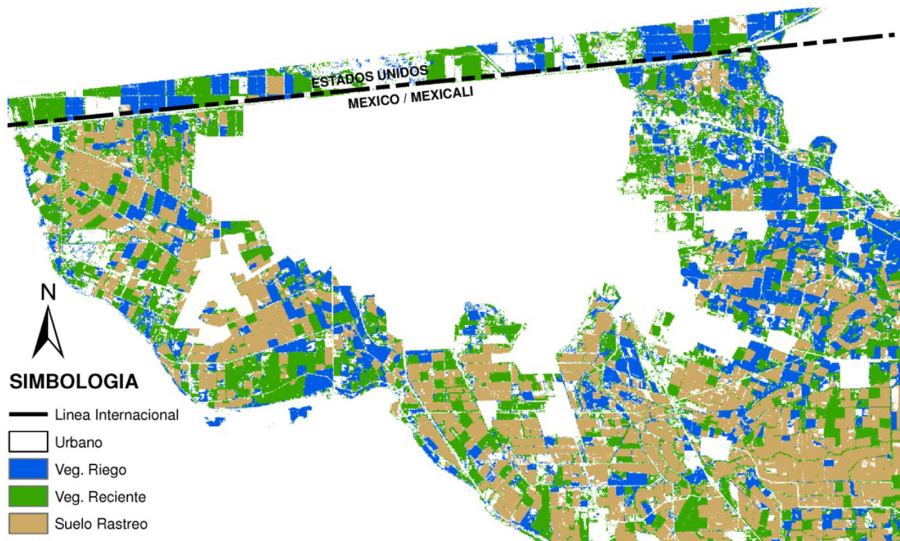 ESTADOS UNIDOS
MEXICO / MEXICALI
N
SIMBOLOGIA
Linea Internacional
Urbano
Veg. Riego
Veg. Reciente
Suelo Rastreo